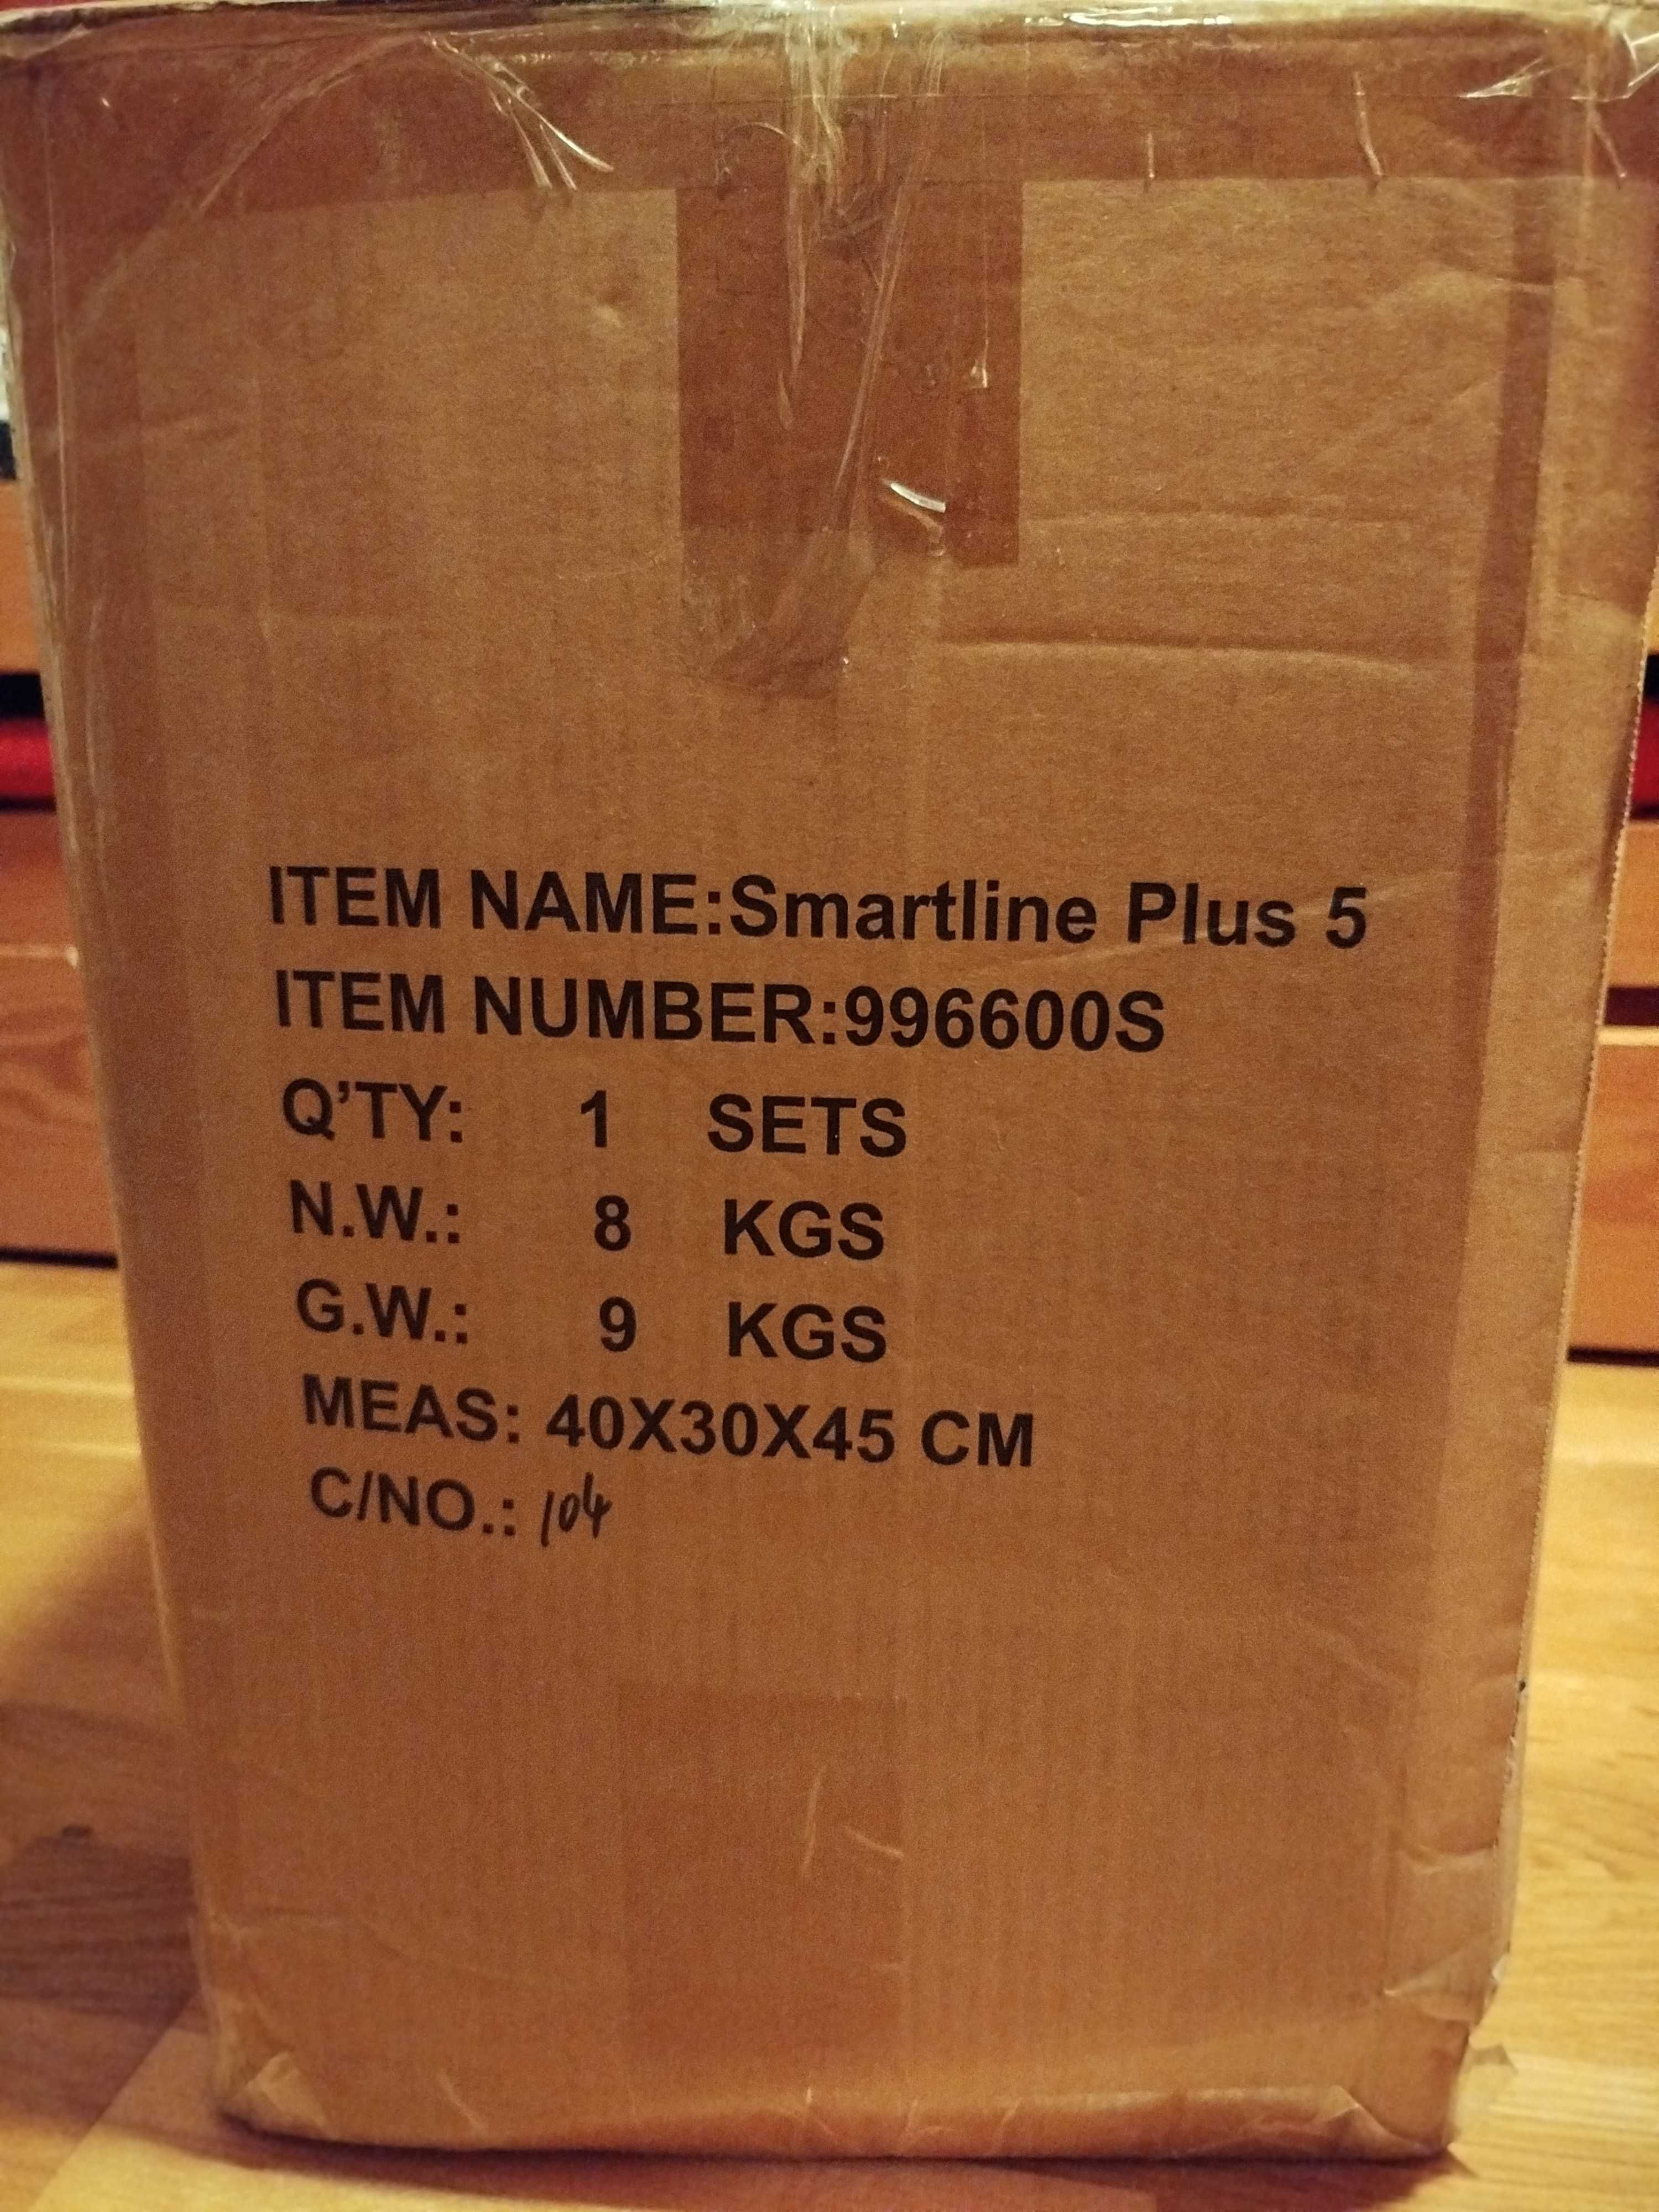 ITEM NAME:Smartline Plus 5
ITEM NUMBER:996600S
Q'TY: 1 SETS
N.W.: 8 KGS
G.W.: 9 KGS
MEAS: 40X30X45 CM
C/NO.: 104